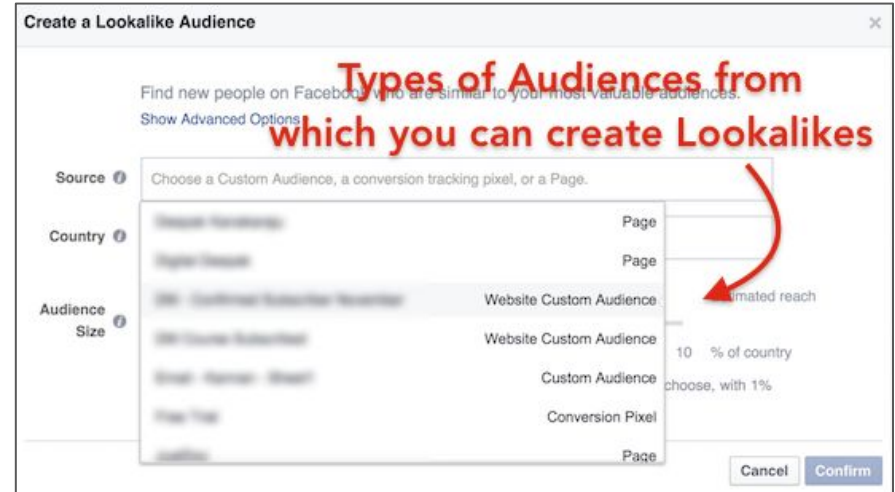 Create a Lookalike Audience
×
Types of Audiences from
Find new people on Facebook who are similar to your most valuable audiences.
Show Advanced Options
which you can create Lookalikes
Source
Choose a Custom Audience, a conversion tracking pixel, or a Page.
Page
Country
Page
Website Custom Audience
reach
Audience
Size
Website Custom Audience
10 % of country
Custom Audience
choose, with 1%
Conversion Pixel
Page
Cancel
Confirm